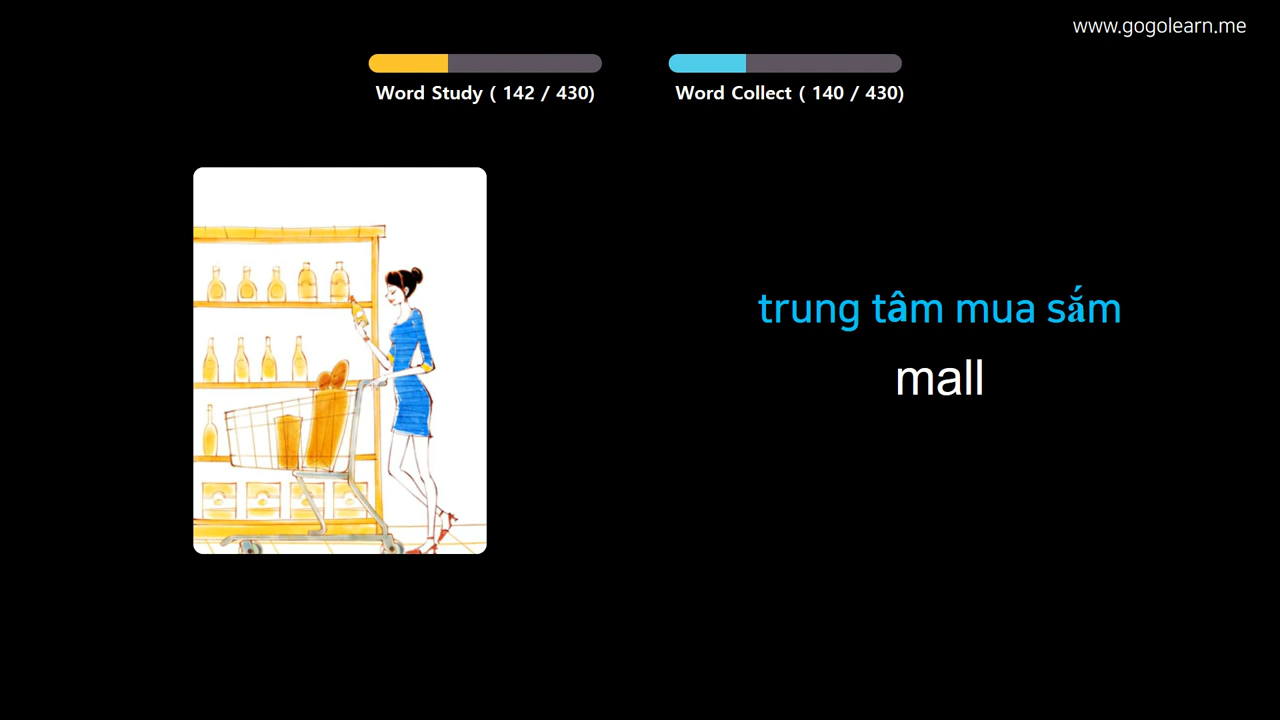 www.gogolearn.me
Word Study ( 142 / 430)
Word Collect ( 140 / 430)
trung tâm mua sắm
mall